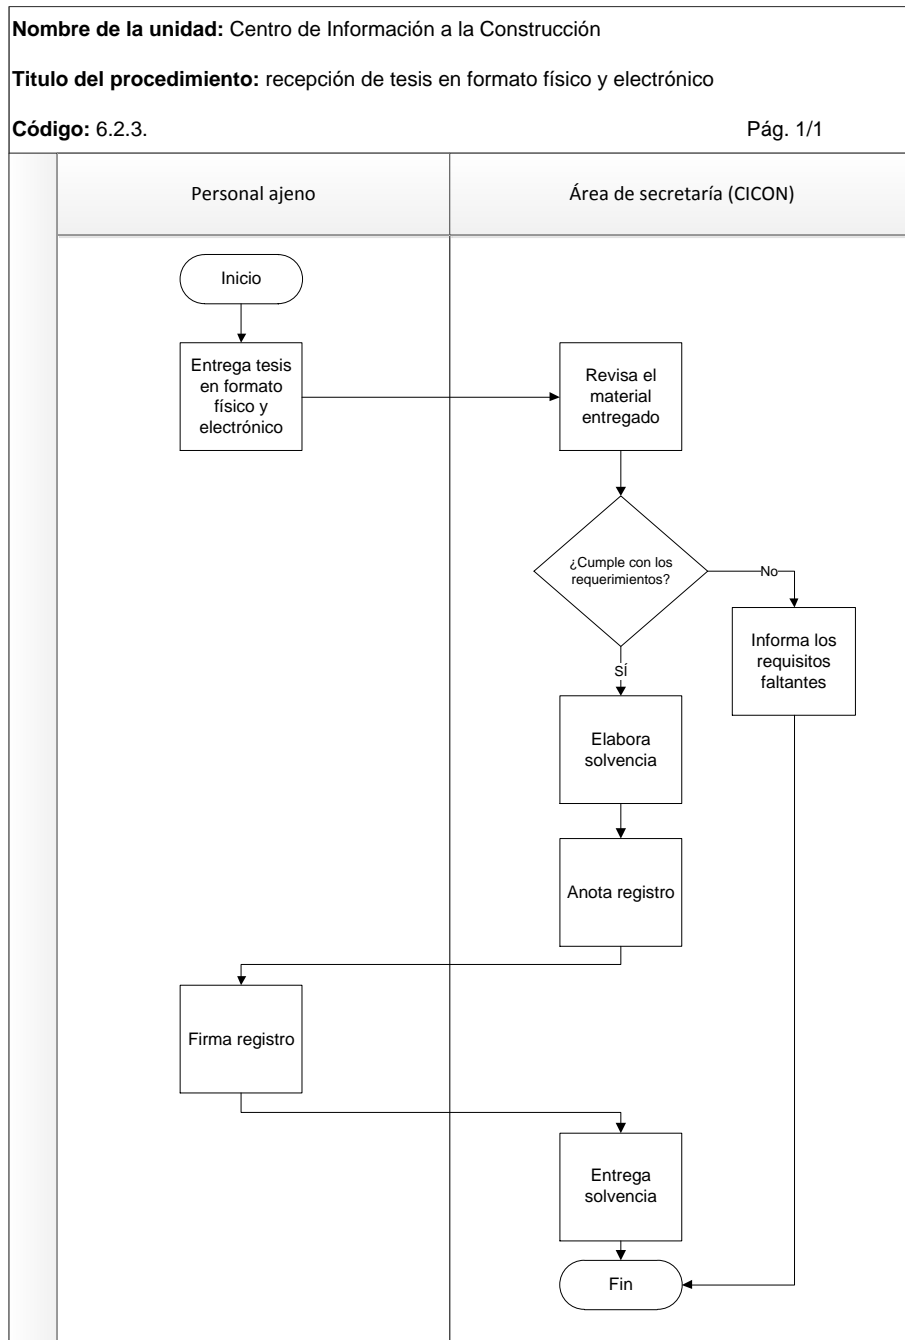 Nombre de la unidad: Centro de Información a la Construcción
Titulo del procedimiento: recepción de tesis en formato físico y electrónico
Código: 6.2.3. Pág. 1/1
Personal ajeno
Área de secretaría (CICON)
Inicio
Entrega tesis
en formato
físico y
electrónico
Revisa el
material
entregado
¿Cumple con los
requerimientos?
No
Informa los
requisitos
faltantes
SÍ
Elabora
solvencia
Anota registro
Firma registro
Entrega
solvencia
Fin